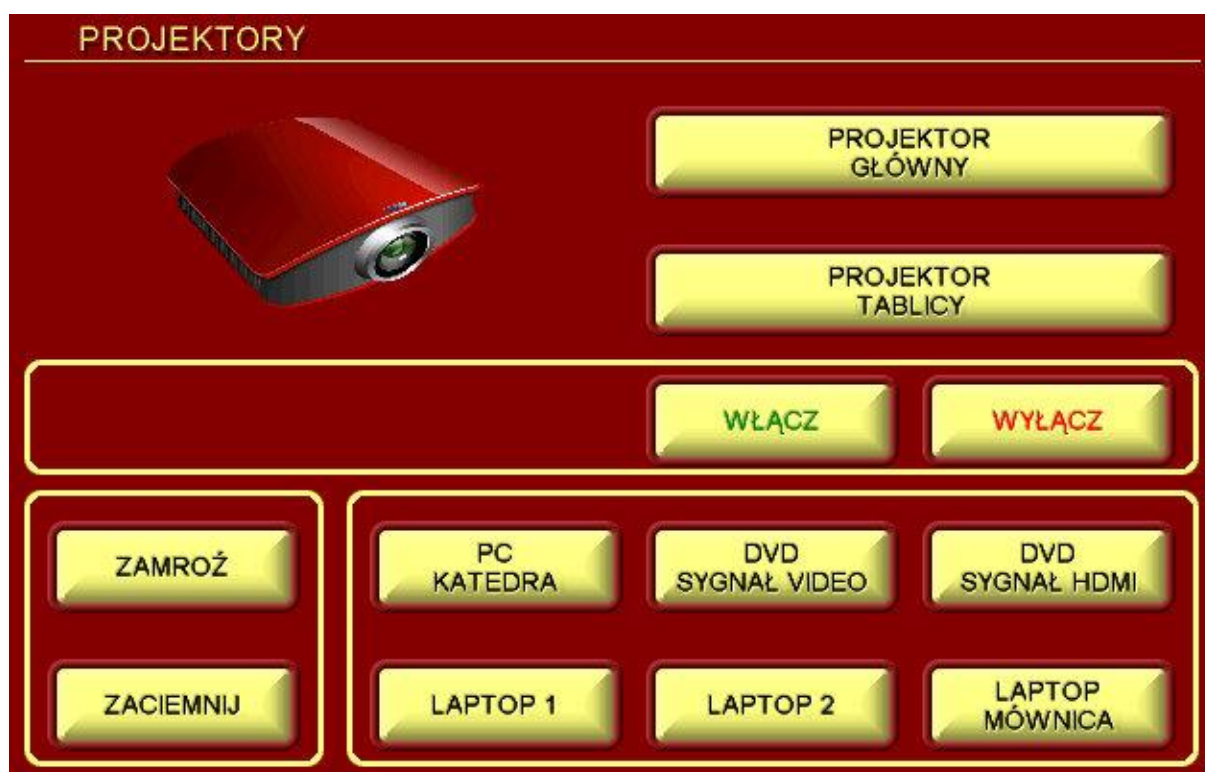 PROJEKTORY
PROJEKTOR
GŁÓWNY
PROJEKTOR
TABLICY
WŁĄCZ
WYŁĄCZ
ZAMROŹ
PC
KATEDRA
DVD
SYGNAŁ VIDEO
DVD
SYGNAŁ HDMI
ZACIEMNIJ
LAPTOP 1
LAPTOP 2
LAPTOP
MÓWNICA